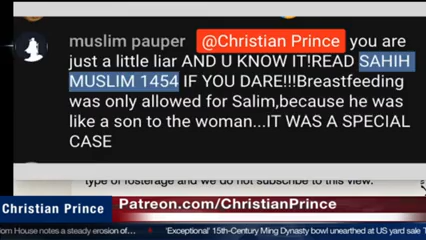 muslim pauper @Christian Prince you are
just a little liar AND U KNOW IT!READ SAHIH
MUSLIM 1454 IF YOU DARE!!!Breastfeeding
was only allowed for Salim,because he was
like a son to the woman...IT WAS A SPECIAL
CASE
type of fosterage and we do not subscribe to this view.
Christian Prince
Patreon.com/ChristianPrince
om House notes a steady erosion of...
'Exceptional' 15th-Century Ming Dynasty bowl unearthed at US yard sale